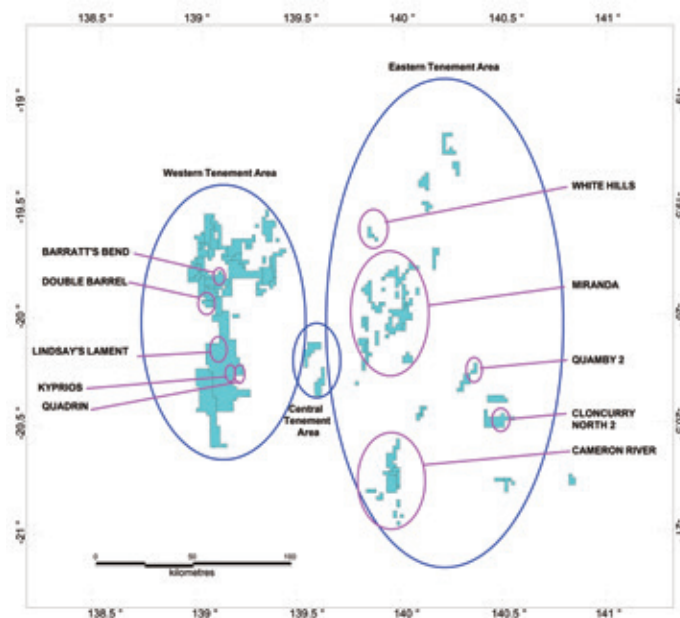 138.5 ° 139 ° 139.5 ° 140 ° 140.5 ° 141 °
Eastern Tenement Area
-19 °
Western Tenement Area
WHITE HILLS
-19.5 °
BARRATT'S BEND
DOUBLE BARREL
MIRANDA
-20 °
LINDSAY'S LAMENT
QUAMBY 2
KYPRIOS
QUADRIN
Central
Tenement
Area
CLONCURRY
NORTH 2
-20.5 °
CAMERON RIVER
-21 °
0 50 100
kilometres
138.5 ° 139 ° 139.5 ° 140 ° 140.5 ° 141 °